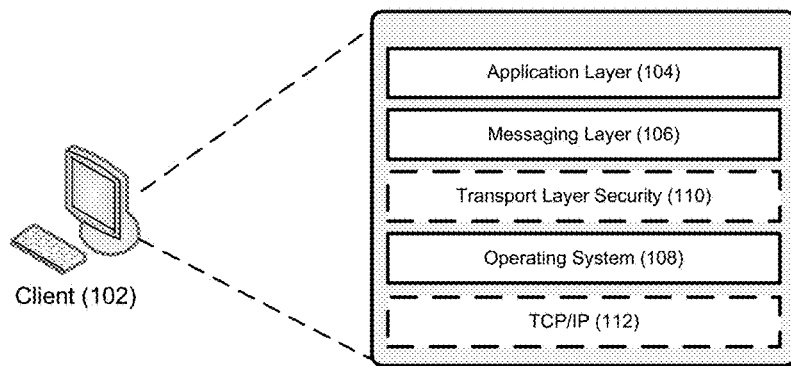 Application Layer (104)
Messaging Layer (106)
Transport Layer Security (110)
Operating System (108)
TCP/IP (112)
Client (102)